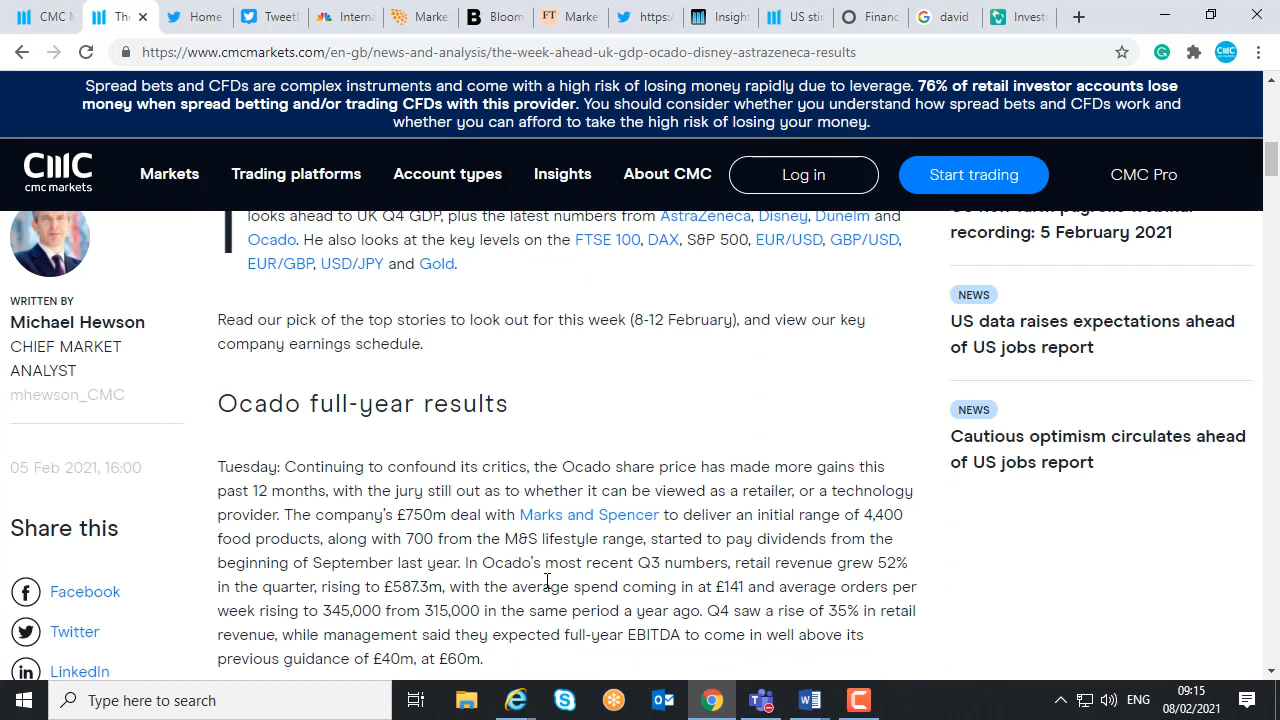 CMC M
The
Home
TweetD
Interna
Market
Bloom
Marke
https:/
Insight
US stin
Financ
david
Invest
https://www.cmcmarkets.com/en-gb/news-and-analysis/the-week-ahead-uk-gdp-ocado-disney-astrazeneca-results
Spread bets and CFDs are complex instruments and come with a high risk of losing money rapidly due to leverage. 76% of retail investor accounts lose
money when spread betting and/or trading CFDs with this provider. You should consider whether you understand how spread bets and CFDs work and
whether you can afford to take the high risk of losing your money.
CMC
cmc markets
Markets
Trading platforms
Account types
Insights
About CMC
Log in
Start trading
CMC Pro
looks ahead to UK Q4 GDP, plus the latest numbers from AstraZeneca, Disney, Dunelm and
Ocado. He also looks at the key levels on the FTSE 100, DAX, S&P 500, EUR/USD, GBP/USD,
EUR/GBP, USD/JPY and Gold.
WRITTEN BY
Michael Hewson
CHIEF MARKET
ANALYST
mhewson_CMC
05 Feb 2021, 16:00
Share this
Facebook
Twitter
LinkedIn
Read our pick of the top stories to look out for this week (8-12 February), and view our key
company earnings schedule.
Ocado full-year results
Tuesday: Continuing to confound its critics, the Ocado share price has made more gains this
past 12 months, with the jury still out as to whether it can be viewed as a retailer, or a technology
provider. The company's £750m deal with Marks and Spencer to deliver an initial range of 4,400
food products, along with 700 from the M&S lifestyle range, started to pay dividends from the
beginning of September last year. In Ocado's most recent Q3 numbers, retail revenue grew 52%
in the quarter, rising to £587.3m, with the average spend coming in at £141 and average orders per
week rising to 345,000 from 315,000 in the same period a year ago. Q4 saw a rise of 35% in retail
revenue, while management said they expected full-year EBITDA to come in well above its
previous guidance of £40m, at £60m.
recording: 5 February 2021
NEWS
US data raises expectations ahead
of US jobs report
NEWS
Cautious optimism circulates ahead
of US jobs report
Type here to search
ENG
09:15
08/02/2021